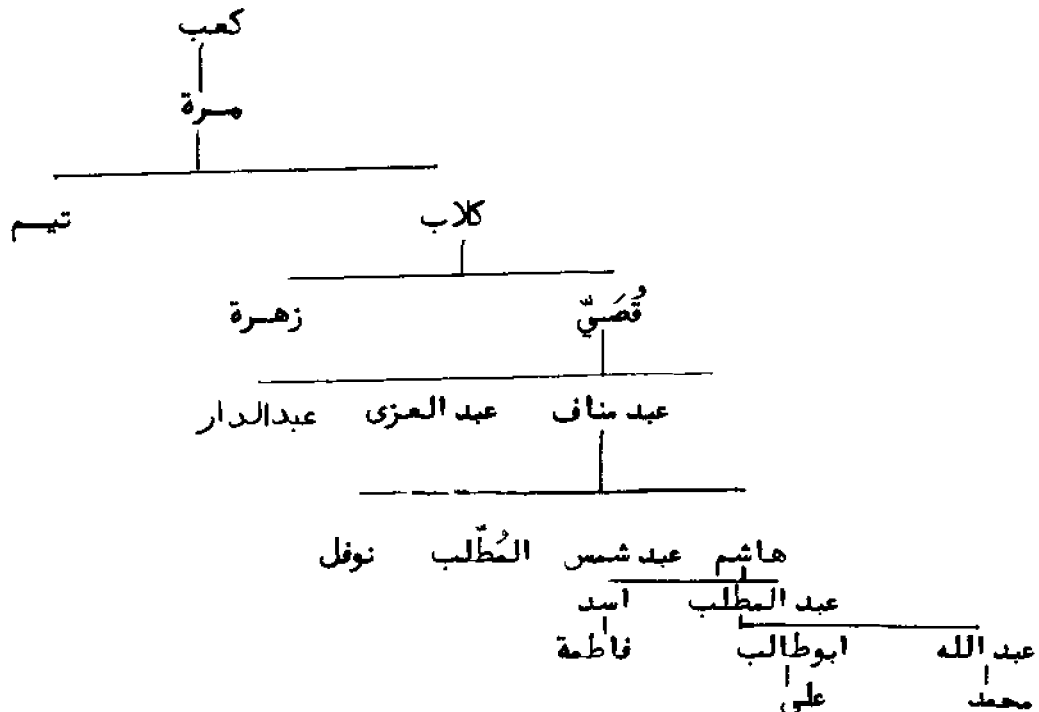 كعب
مرة
كلاب تيم
قُصَيّ زهرة
عبد مناف عبد العزى عبدالدار
هاشم عبد شمس المُطّلب نوفل
عبد المطلب اسد
عبد الله ابوطالب فاطمة
محمد على